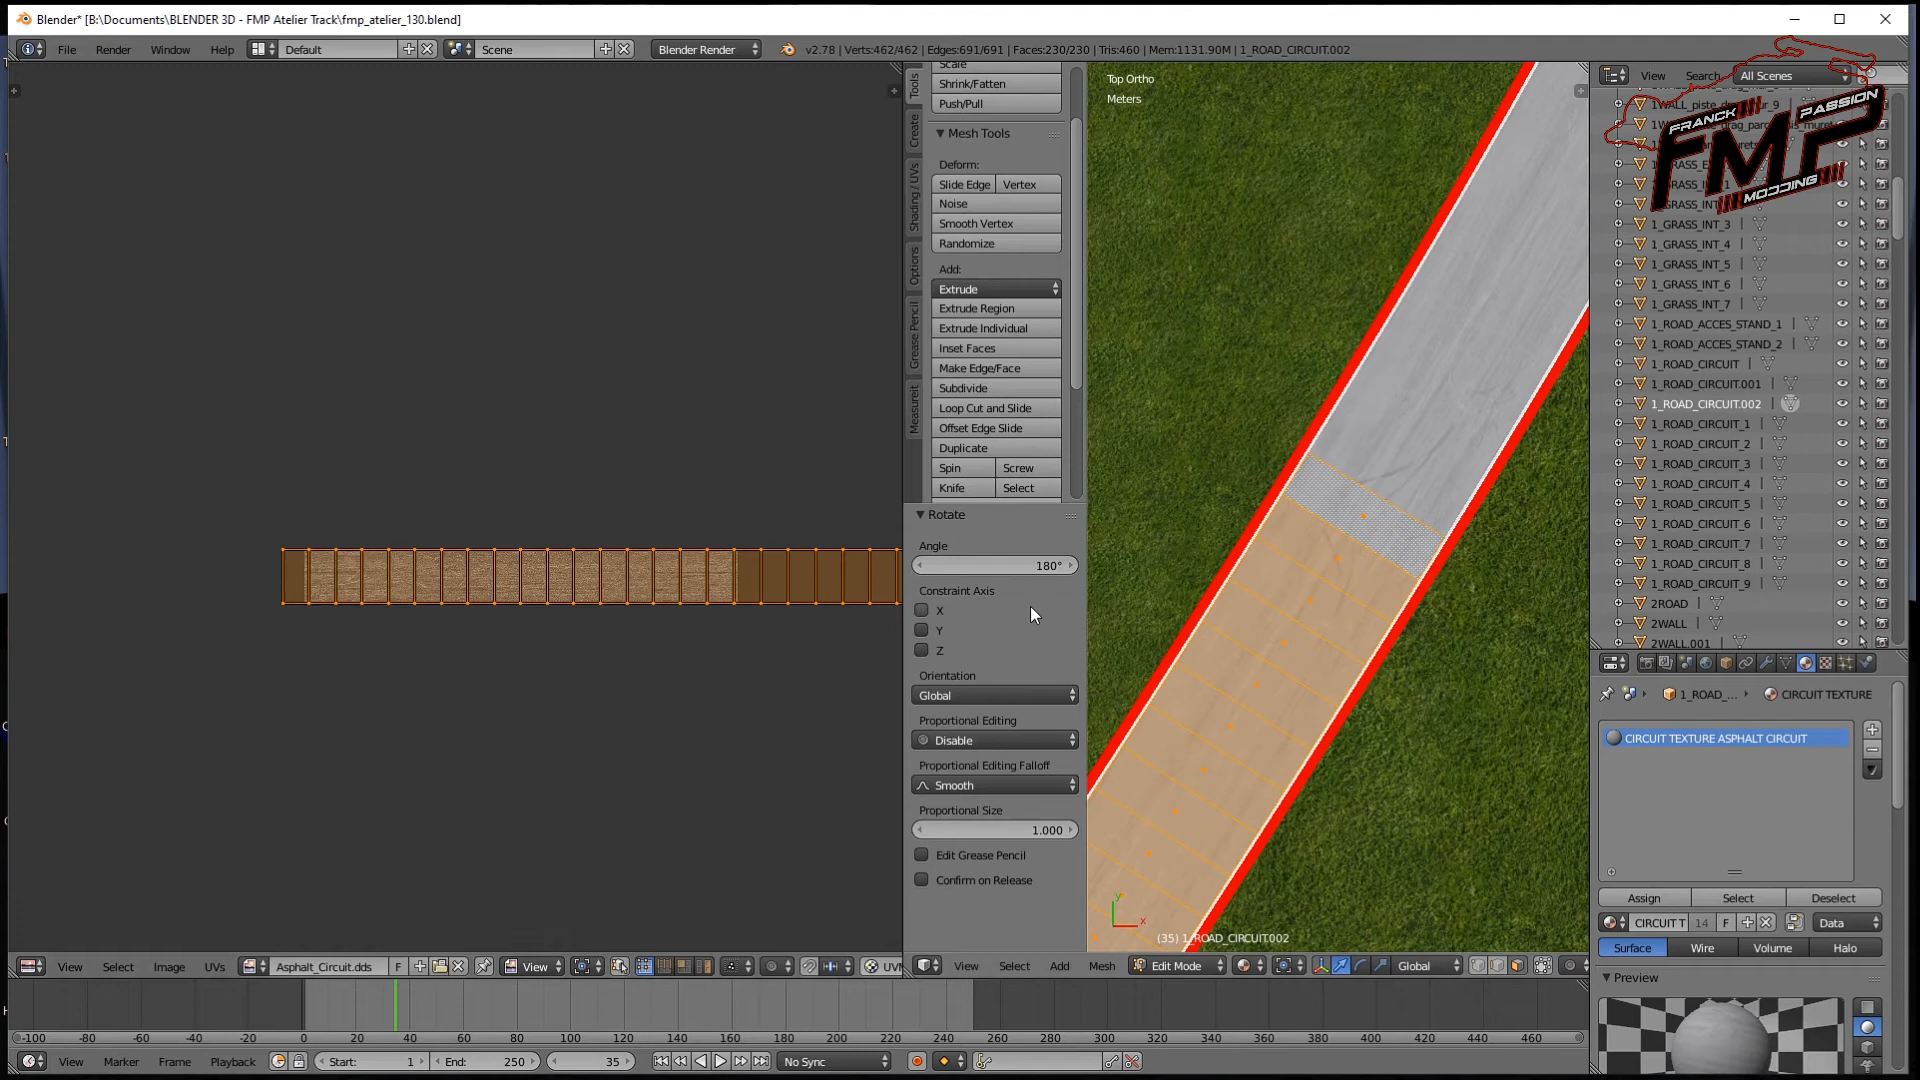 Blender* [B:\Documents\BLENDER 3D - FMP Atelier Track\fmp_atelier_130.blend]
File Render Window Help Default Scene Blender Render v2.78 | Verts:462/462 | Edges:691/691 | Faces:230/230 | Tris:460 | Mem:1131.90M | 1_ROAD_CIRCUIT.002
Tools
Create
Shading / UVs
Options
Grease Pencil
Measureit
Scale
Shrink/Fatten
Push/Pull
Mesh Tools
Deform:
Slide Edge Vertex
Noise
Smooth Vertex
Randomize
Add:
Extrude
Extrude Region
Extrude Individual
Inset Faces
Make Edge/Face
Subdivide
Loop Cut and Slide
Offset Edge Slide
Duplicate
Spin Screw
Knife Select
Rotate
Angle
180°
Constraint Axis
X
Y
Z
Orientation
Global
Proportional Editing
Disable
Proportional Editing Falloff
Smooth
Proportional Size
1.000
Edit Grease Pencil
Confirm on Release
Top Ortho
Meters
y
x
(35) 1_ROAD_CIRCUIT.002
View Search All Scenes
FRANCK PASSION
FMP
MODDING
1WALL_piste_drag_mur_9
1_GRASS_INT_3
1_GRASS_INT_4
1_GRASS_INT_5
1_GRASS_INT_6
1_GRASS_INT_7
1_ROAD_ACCES_STAND_1
1_ROAD_ACCES_STAND_2
1_ROAD_CIRCUIT
1_ROAD_CIRCUIT.001
1_ROAD_CIRCUIT.002
1_ROAD_CIRCUIT_1
1_ROAD_CIRCUIT_2
1_ROAD_CIRCUIT_3
1_ROAD_CIRCUIT_4
1_ROAD_CIRCUIT_5
1_ROAD_CIRCUIT_6
1_ROAD_CIRCUIT_7
1_ROAD_CIRCUIT_8
1_ROAD_CIRCUIT_9
2ROAD
2WALL
2WALL.001
1_ROAD_... CIRCUIT TEXTURE
CIRCUIT TEXTURE ASPHALT CIRCUIT
Assign Select Deselect
CIRCUIT T 14 F Data
Surface Wire Volume Halo
Preview
View Select Image UVs Asphalt_Circuit.dds F View
View Select Add Mesh Edit Mode Global
-100 -80 -60 -40 -20 0 20 40 60 80 100 120 140 160 180 200 220 240 260 280 300 320 340 360 380 400 420 440 460
View Marker Frame Playback Start: 1 End: 250 35 No Sync